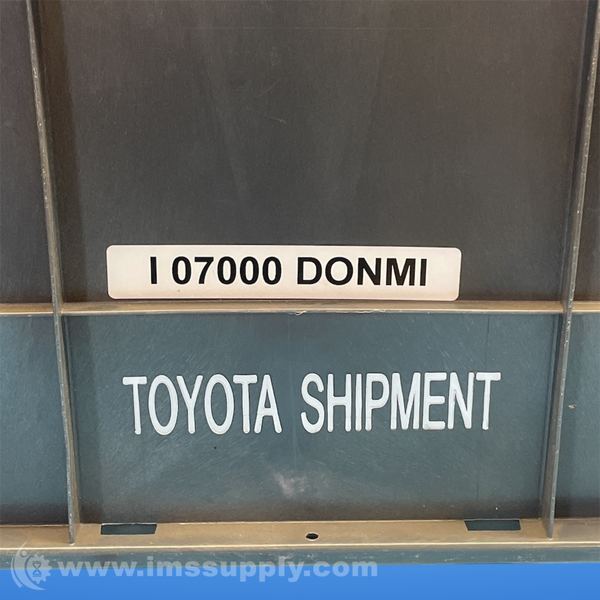 I 07000 DONMI
TOYOTA SHIPMENT
www.imssupply.com